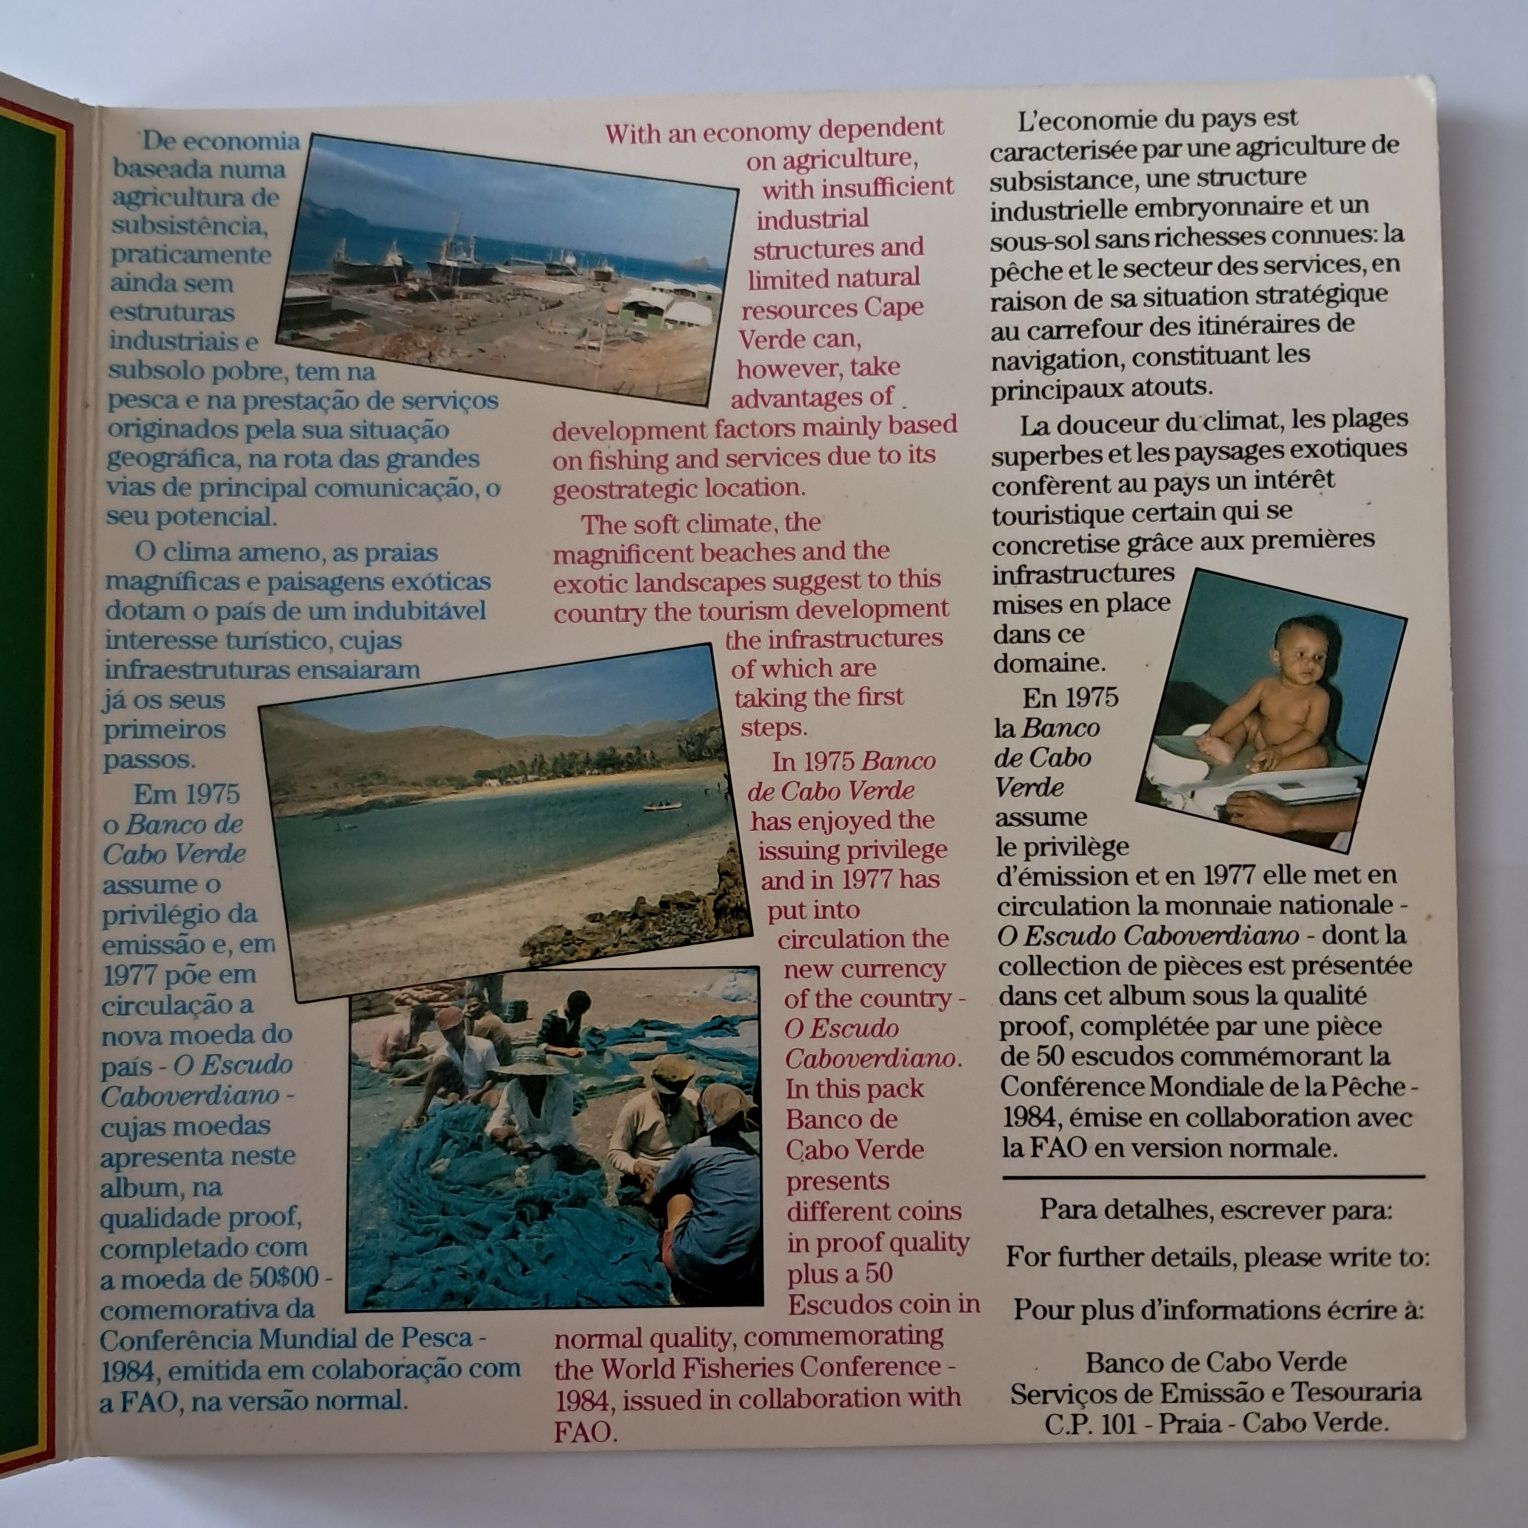 De economia
baseada numa
agricultura de
subsistência,
praticamente
ainda sem
estruturas
industriais e
subsolo pobre, tem na
pesca e na prestação de serviços
originados pela sua situação
geográfica, na rota das grandes
vias de principal comunicação, o
seu potencial.
O clima ameno, as praias
magníficas e paisagens exóticas
dotam o país de um indubitável
interesse turístico, cujas
infraestruturas ensaiaram
já os seus
primeiros
passos.
Em 1975
o Banco de
Cabo Verde
assume o
privilégio da
emissão e, em
1977 põe em
circulação a
nova moeda do
país - O Escudo
Caboverdiano -
cujas moedas
apresenta neste
album, na
qualidade proof,
completado com
a moeda de 50$00 -
comemorativa da
Conferência Mundial de Pesca -
1984, emitida em colaboração com
a FAO, na versão normal.
With an economy dependent
on agriculture,
with insufficient
industrial
structures and
limited natural
resources Cape
Verde can,
however, take
advantages of
development factors mainly based
on fishing and services due to its
geostrategic location.
The soft climate, the
magnificent beaches and the
exotic landscapes suggest to this
country the tourism development
the infrastructures
of which are
taking the first
steps.
In 1975 Banco
de Cabo Verde
has enjoyed the
issuing privilege
and in 1977 has
put into
circulation the
new currency
of the country -
O Escudo
Caboverdiano.
In this pack
Banco de
Cabo Verde
presents
different coins
in proof quality
plus a 50
Escudos coin in
normal quality, commemorating
the World Fisheries Conference -
1984, issued in collaboration with
FAO.
L'economie du pays est
caracterisée par une agriculture de
subsistance, une structure
industrielle embryonnaire et un
sous-sol sans richesses connues: la
pêche et le secteur des services, en
raison de sa situation stratégique
au carrefour des itinéraires de
navigation, constituant les
principaux atouts.
La douceur du climat, les plages
superbes et les paysages exotiques
confèrent au pays un intérêt
touristique certain qui se
concretise grâce aux premières
infrastructures
mises en place
dans ce
domaine.
En 1975
la Banco
de Cabo
Verde
assume
le privilège
d'émission et en 1977 elle met en
circulation la monnaie nationale -
O Escudo Caboverdiano - dont la
collection de pièces est présentée
dans cet album sous la qualité
proof, complétée par une pièce
de 50 escudos commémorant la
Conférence Mondiale de la Pêche -
1984, émise en collaboration avec
la FAO en version normale.
Para detalhes, escrever para:
For further details, please write to:
Pour plus d'informations écrire à:
Banco de Cabo Verde
Serviços de Emissão e Tesouraria
C.P. 101 - Praia - Cabo Verde.